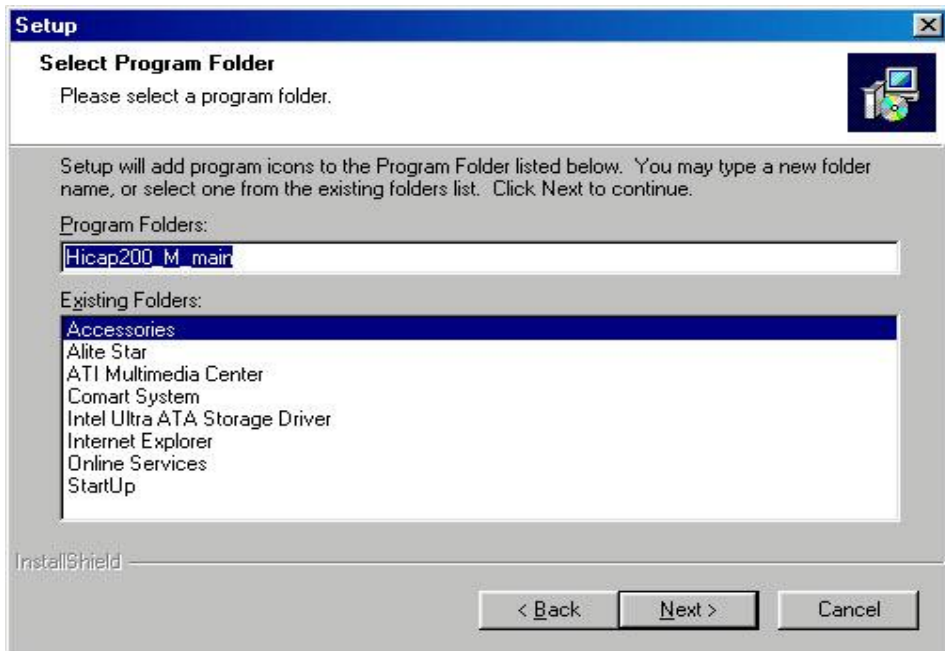 Setup
Select Program Folder
Please select a program folder.
Setup will add program icons to the Program Folder listed below. You may type a new folder
name, or select one from the existing folders list. Click Next to continue.
Program Folders:
Hicap200_M_main
Existing Folders:
Accessories
Alite Star
ATI Multimedia Center
Comart System
Intel Ultra ATA Storage Driver
Internet Explorer
Online Services
StartUp
InstallShield
< Back Next > Cancel